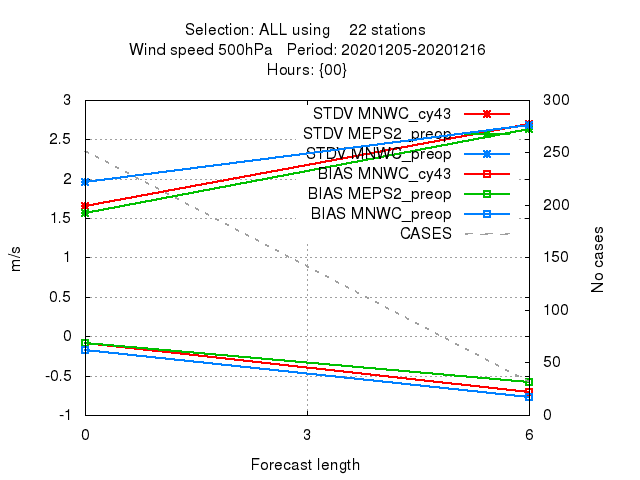 Selection: ALL using 22 stations
Wind speed 500hPa Period: 20201205-20201216
Hours: {00}
3
2.5
2
1.5
1
0.5
0
-0.5
-1
300
250
200
150
100
50
0
STDV MNWC_cy43
STDV MEPS2_preop
STDV MNWC_preop
BIAS MNWC_cy43
BIAS MEPS2_preop
BIAS MNWC_preop
CASES
m/s
No cases
0 3 6
Forecast length